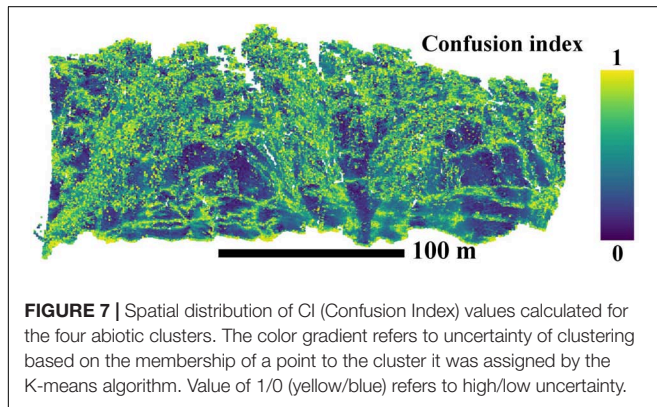 Confusion index
1
0
100 m
FIGURE 7 | Spatial distribution of CI (Confusion Index) values calculated for
the four abiotic clusters. The color gradient refers to uncertainty of clustering
based on the membership of a point to the cluster it was assigned by the
K-means algorithm. Value of 1/0 (yellow/blue) refers to high/low uncertainty.